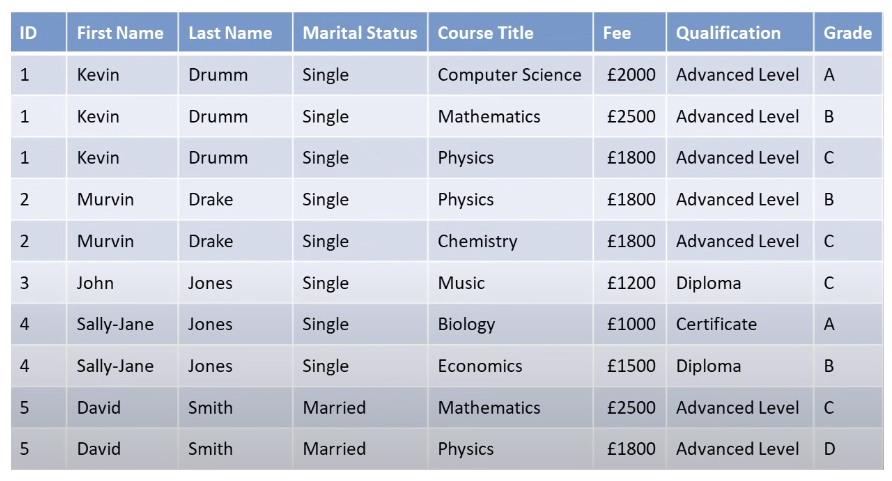 ID First Name Last Name Marital Status Course Title Fee Qualification Grade
1 Kevin Drumm Single Computer Science £2000 Advanced Level A
1 Kevin Drumm Single Mathematics £2500 Advanced Level B
1 Kevin Drumm Single Physics £1800 Advanced Level C
2 Murvin Drake Single Physics £1800 Advanced Level B
2 Murvin Drake Single Chemistry £1800 Advanced Level C
3 John Jones Single Music £1200 Diploma C
4 Sally-Jane Jones Single Biology £1000 Certificate A
4 Sally-Jane Jones Single Economics £1500 Diploma B
5 David Smith Married Mathematics £2500 Advanced Level C
5 David Smith Married Physics £1800 Advanced Level D